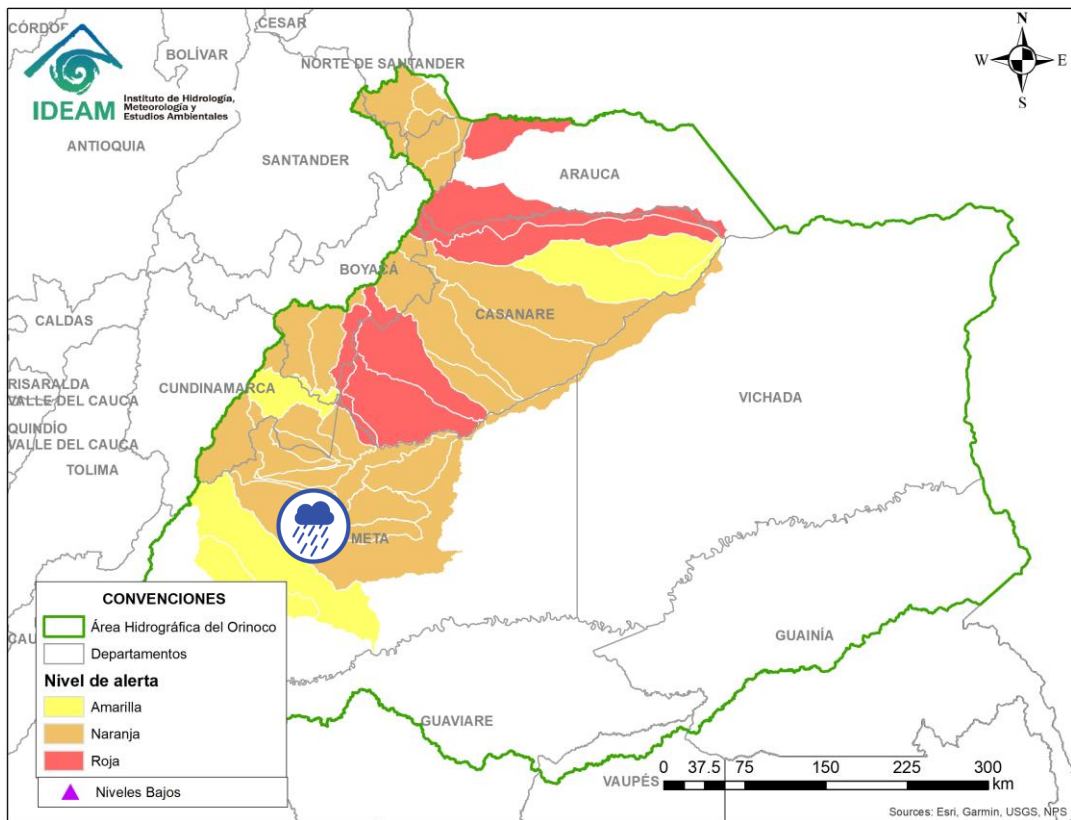 CÓRDO
CESAR
BOLÍVAR
NORTE DE SANTANDER
IDEAM
Instituto de Hidrología,
Meteorología y
Estudios Ambientales
N
W
E
S
ANTIOQUIA
SANTANDER
ARAUCA
BOYACÁ
CASANARE
CALDAS
CUNDINAMARCA
RISARALDA
VALLE DEL CAUCA
QUINDÍO
VALLE DEL CAUCA
TOLIMA
VICHADA
META
CAU
GUAINÍA
GUAVIARE
VAUPÉS
CONVENCIONES
Área Hidrográfica del Orinoco
Departamentos
Nivel de alerta
Amarilla
Naranja
Roja
Niveles Bajos
0 37.5 75 150 225 300
km
Sources: Esri, Garmin, USGS, NPS